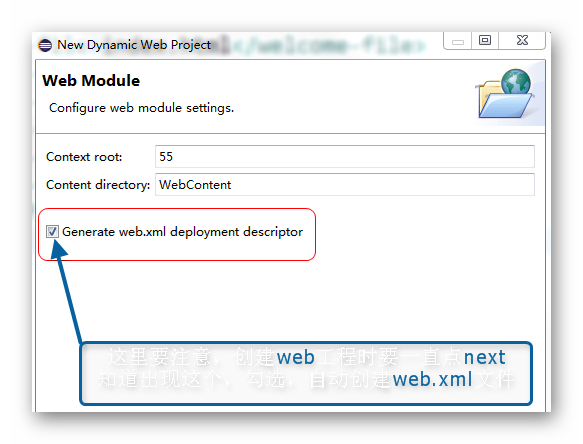 index.html</welcome-file>
New Dynamic Web Project
Web Module
Configure web module settings.
Context root: 55
Content directory: WebContent
Generate web.xml deployment descriptor
这里要注意，创建web工程时要一直点next
知道出现这个，勾选，自动创建web.xml文件